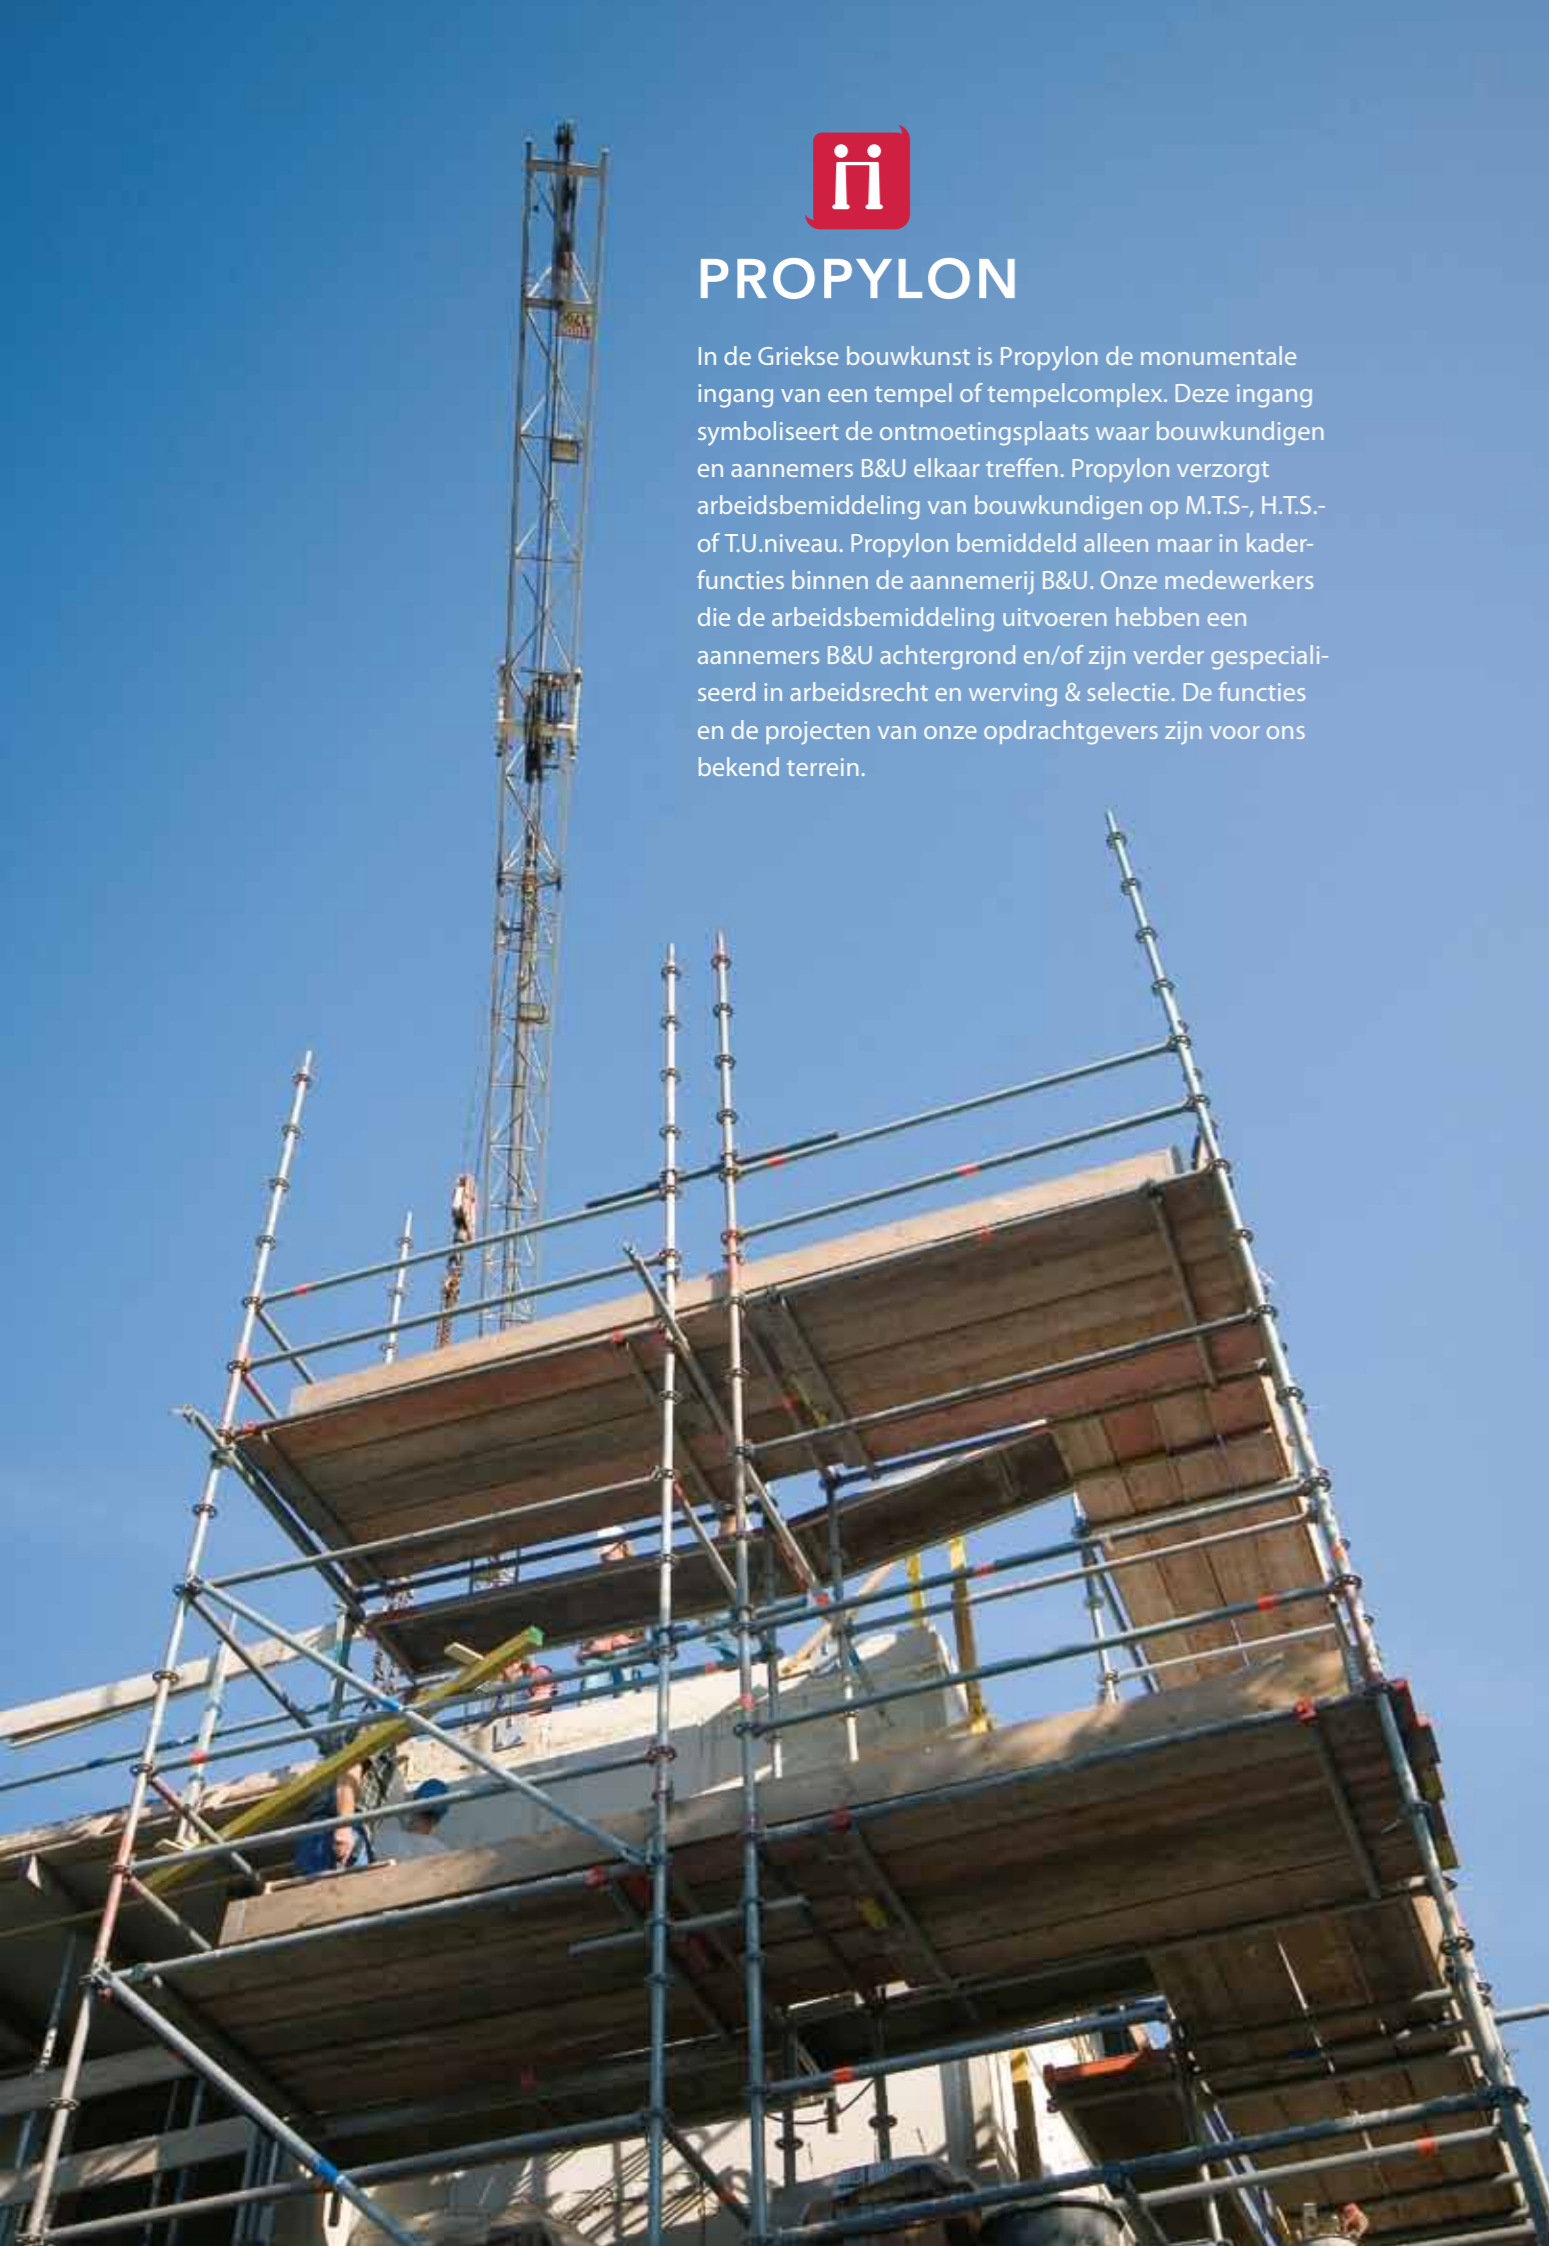 PROPYLON
In de Griekse bouwkunst is Propylon de monumentale
ingang van een tempel of tempelcomplex. Deze ingang
symboliseert de ontmoetingsplaats waar bouwkundigen
en aannemers B&U elkaar treffen. Propylon verzorgt
arbeidsbemiddeling van bouwkundigen op M.T.S-, H.T.S.-
of T.U.niveau. Propylon bemiddeld alleen maar in kader-
functies binnen de aannemerij B&U. Onze medewerkers
die de arbeidsbemiddeling uitvoeren hebben een
aannemers B&U achtergrond en/of zijn verder gespeciali-
seerd in arbeidsrecht en werving & selectie. De functies
en de projecten van onze opdrachtgevers zijn voor ons
bekend terrein.